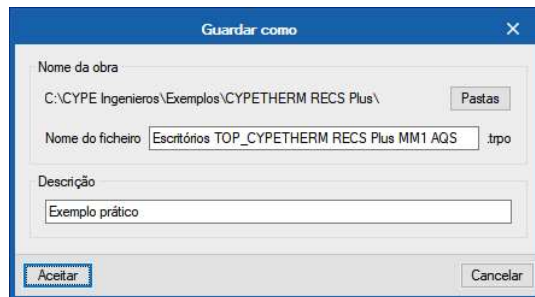 Guardar como
Nome da obra
C:\CYPE Ingenieros\Exemplos\CYPETHERM RECS Plus\ Pastas
Nome do ficheiro Escritórios TOP_CYPETHERM RECS Plus MM1 AQS .trpo
Descrição
Exemplo prático
Aceitar Cancelar